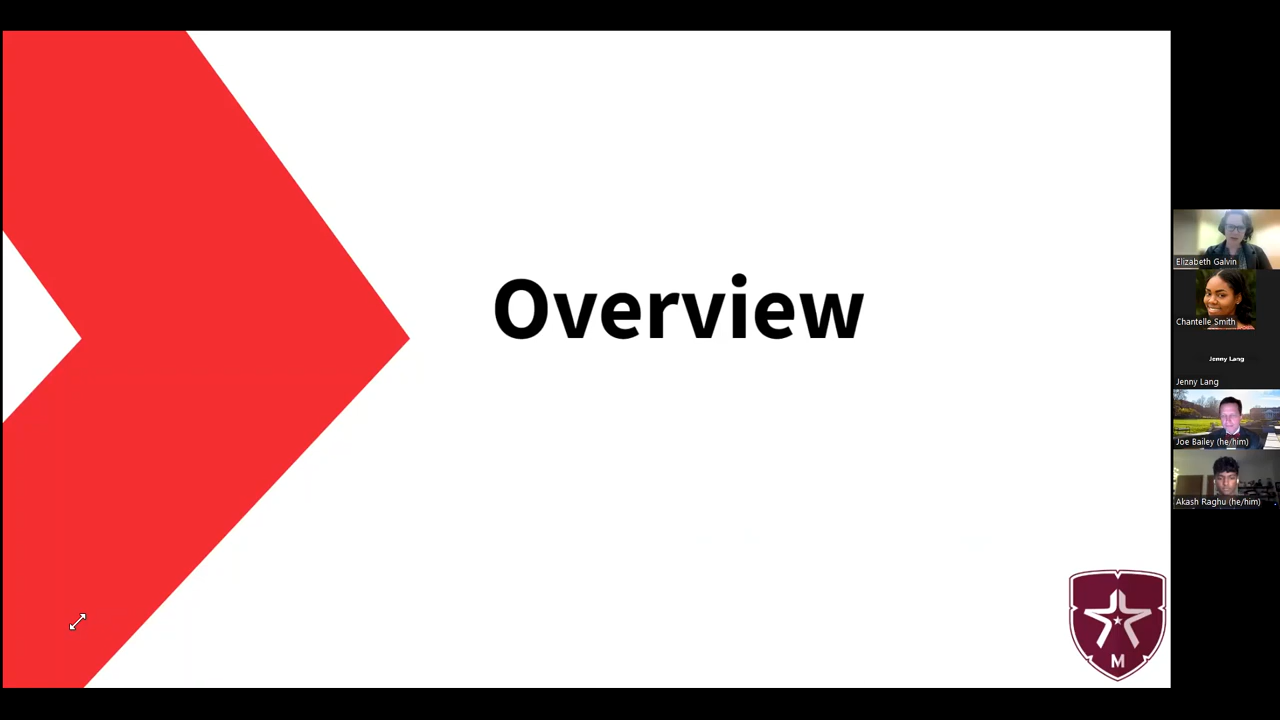 Overview
Elizabeth Galvin
Chantelle Smith
Jenny Lang
Jenny Lang
Joe Bailey (he/him)
Akash Raghu (he/him)
M